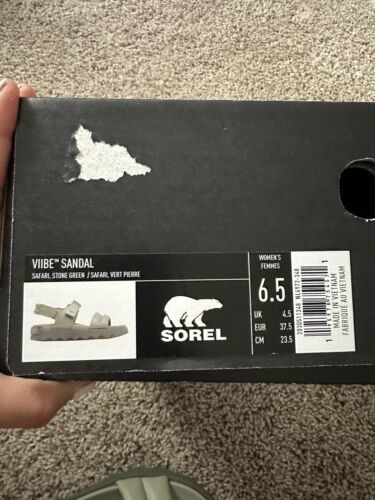 VIIBE™ SANDAL
SAFARI, STONE GREEN / SAFARI, VERT PIERRE
SOREL
WOMEN'S
FEMMES
6.5
UK 4.5
EUR 37.5
CM 23.5
MADE IN VIETNAM
FABRIQUÉ AU VIETNAM